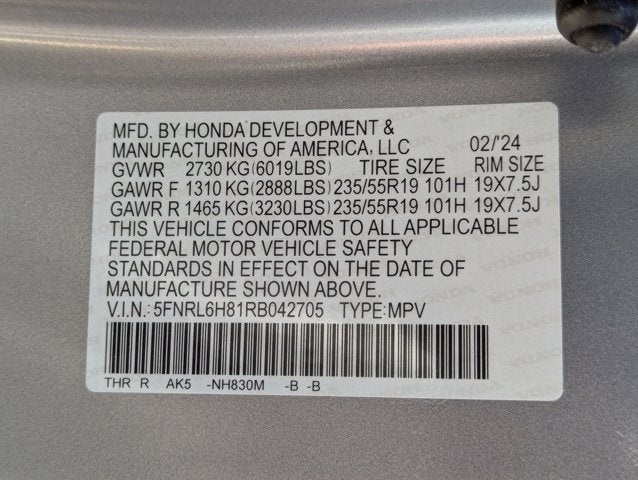 MFD. BY HONDA DEVELOPMENT &
MANUFACTURING OF AMERICA, LLC 02/'24
GVWR 2730 KG(6019LBS) TIRE SIZE RIM SIZE
GAWR F 1310 KG(2888LBS) 235/55R19 101H 19X7.5J
GAWR R 1465 KG(3230LBS) 235/55R19 101H 19X7.5J
THIS VEHICLE CONFORMS TO ALL APPLICABLE
FEDERAL MOTOR VEHICLE SAFETY
STANDARDS IN EFFECT ON THE DATE OF
MANUFACTURE SHOWN ABOVE.
V.I.N.: 5FNRL6H81RB042705 TYPE:MPV
THR R AK5 -NH830M -B -B